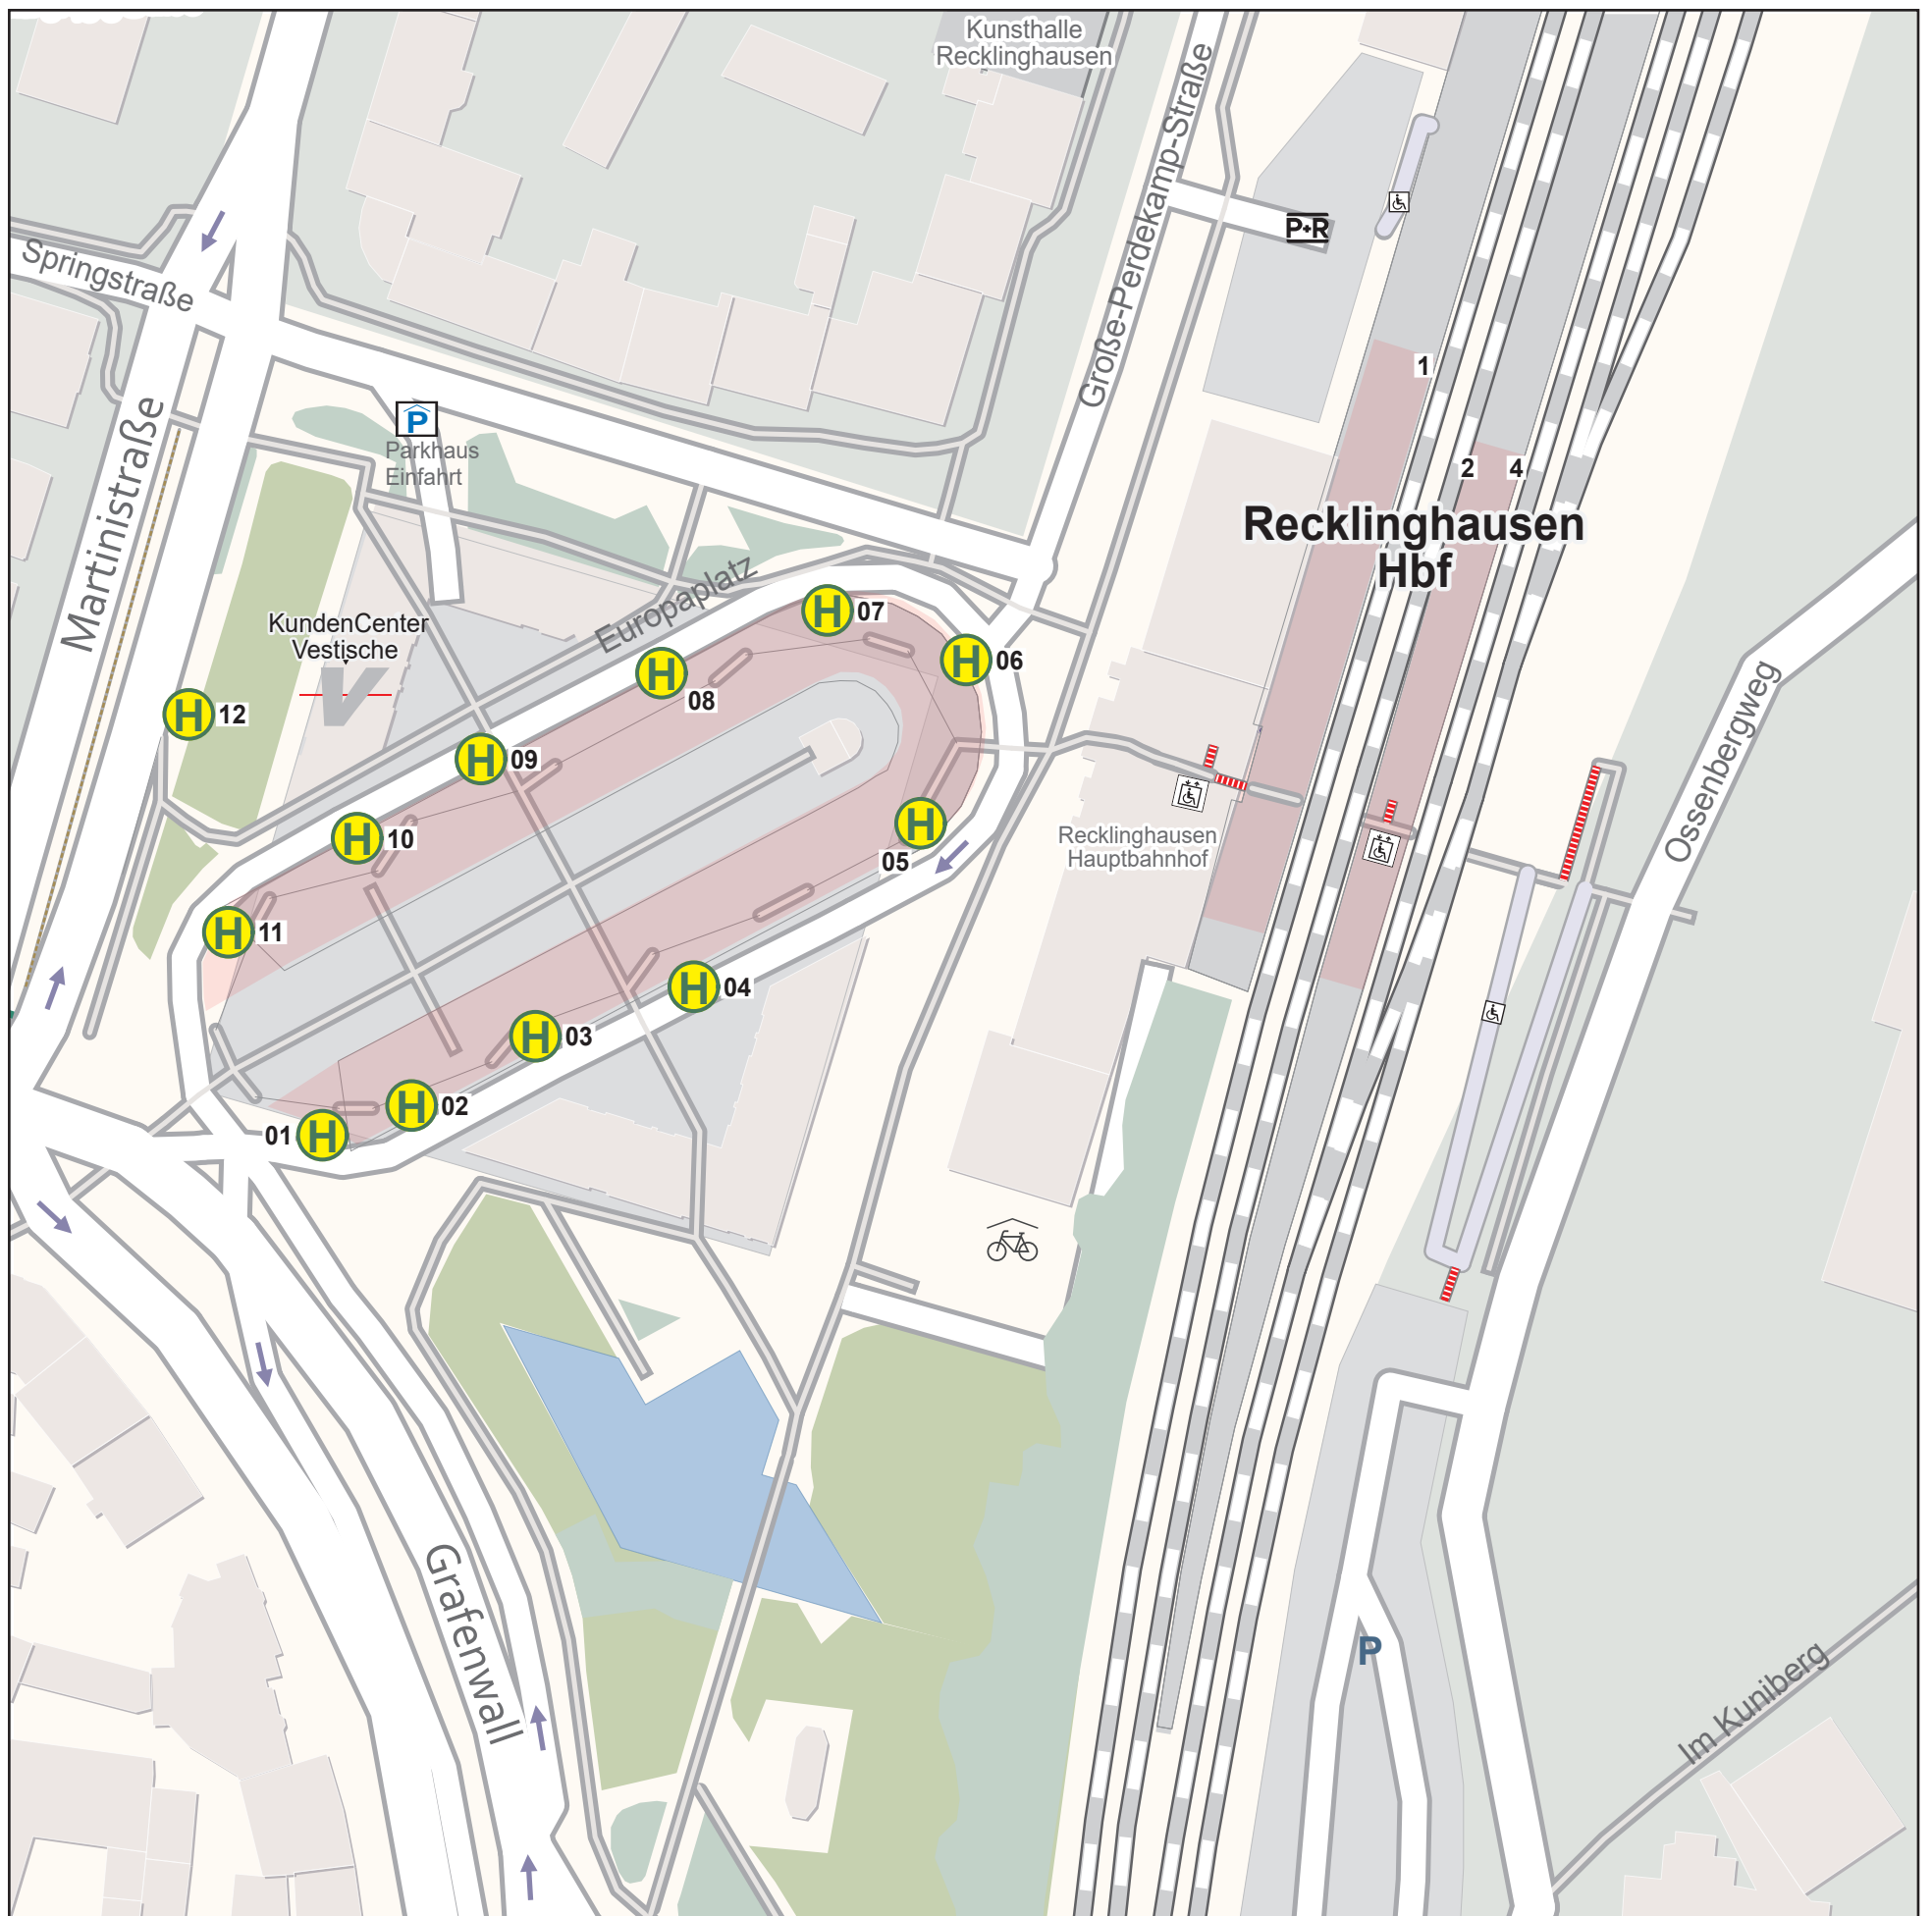 Kunsthalle
Recklinghausen
Große-Perdekamp-Straße
P+R
Springstraße
1
Martinistraße
P
Parkhaus
Einfahrt
2
4
Recklinghausen
Hbf
Europaplatz
KundenCenter
Vestische
V
H 07
H 06
H 08
H 12
H 09
H 10
H
05
Recklinghausen
Hauptbahnhof
Ossenbergweg
H 11
H 04
H 03
H 02
01 H
Grafenwall
P
Im Kuniberg